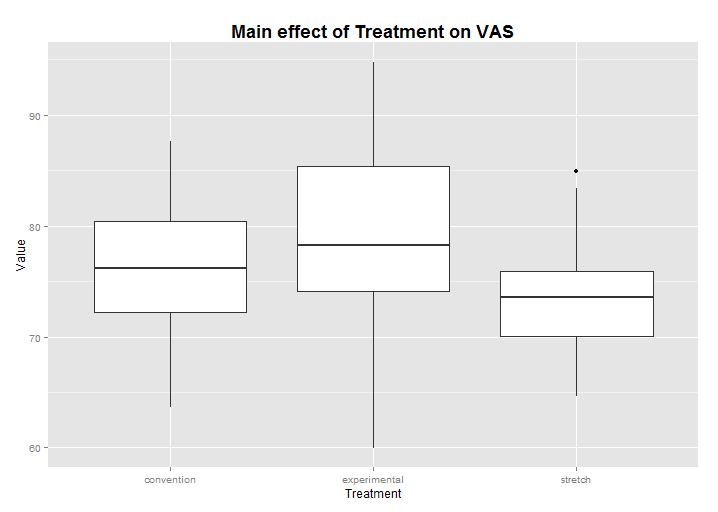 Main effect of Treatment on VAS
Value
90
80
70
60
convention
experimental
stretch
Treatment